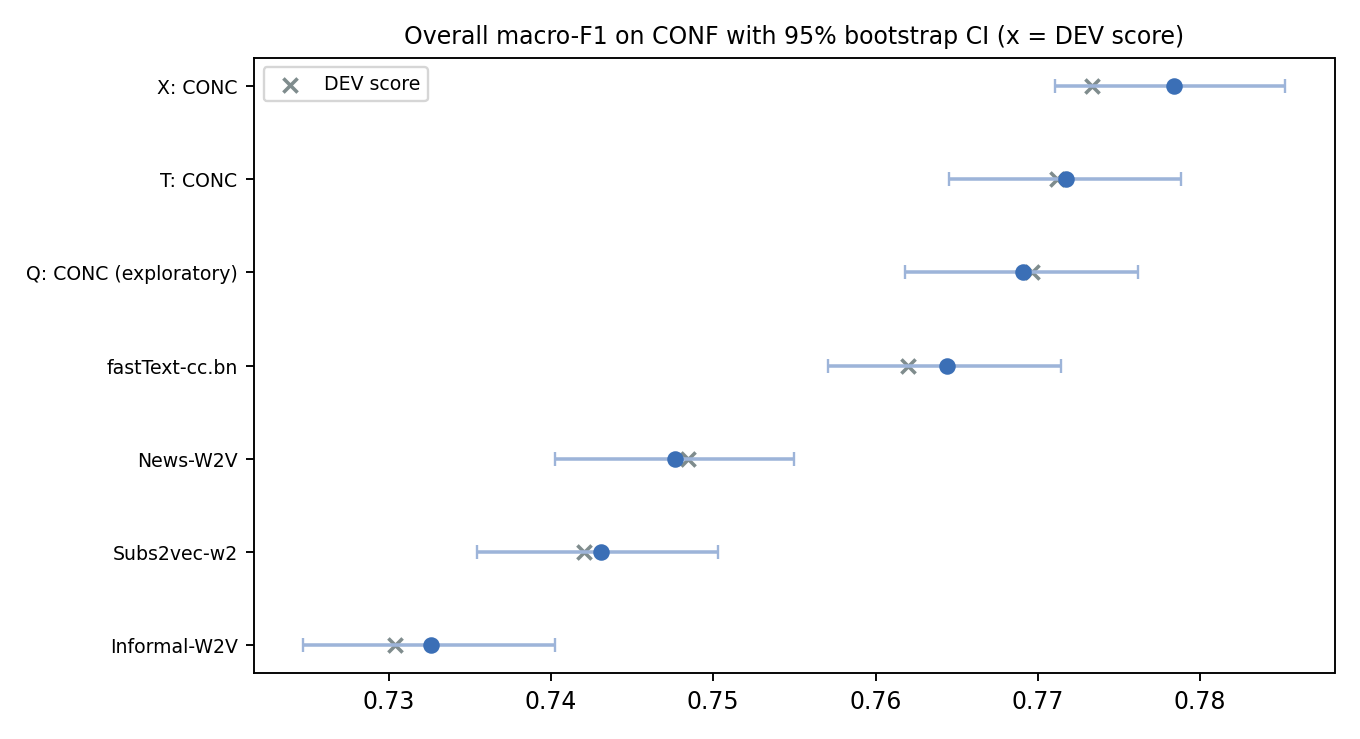 Overall macro-F1 on CONF with 95% bootstrap CI (x = DEV score)
DEV score
X: CONC
T: CONC
Q: CONC (exploratory)
fastText-cc.bn
News-W2V
Subs2vec-w2
Informal-W2V
0.73 0.74 0.75 0.76 0.77 0.78